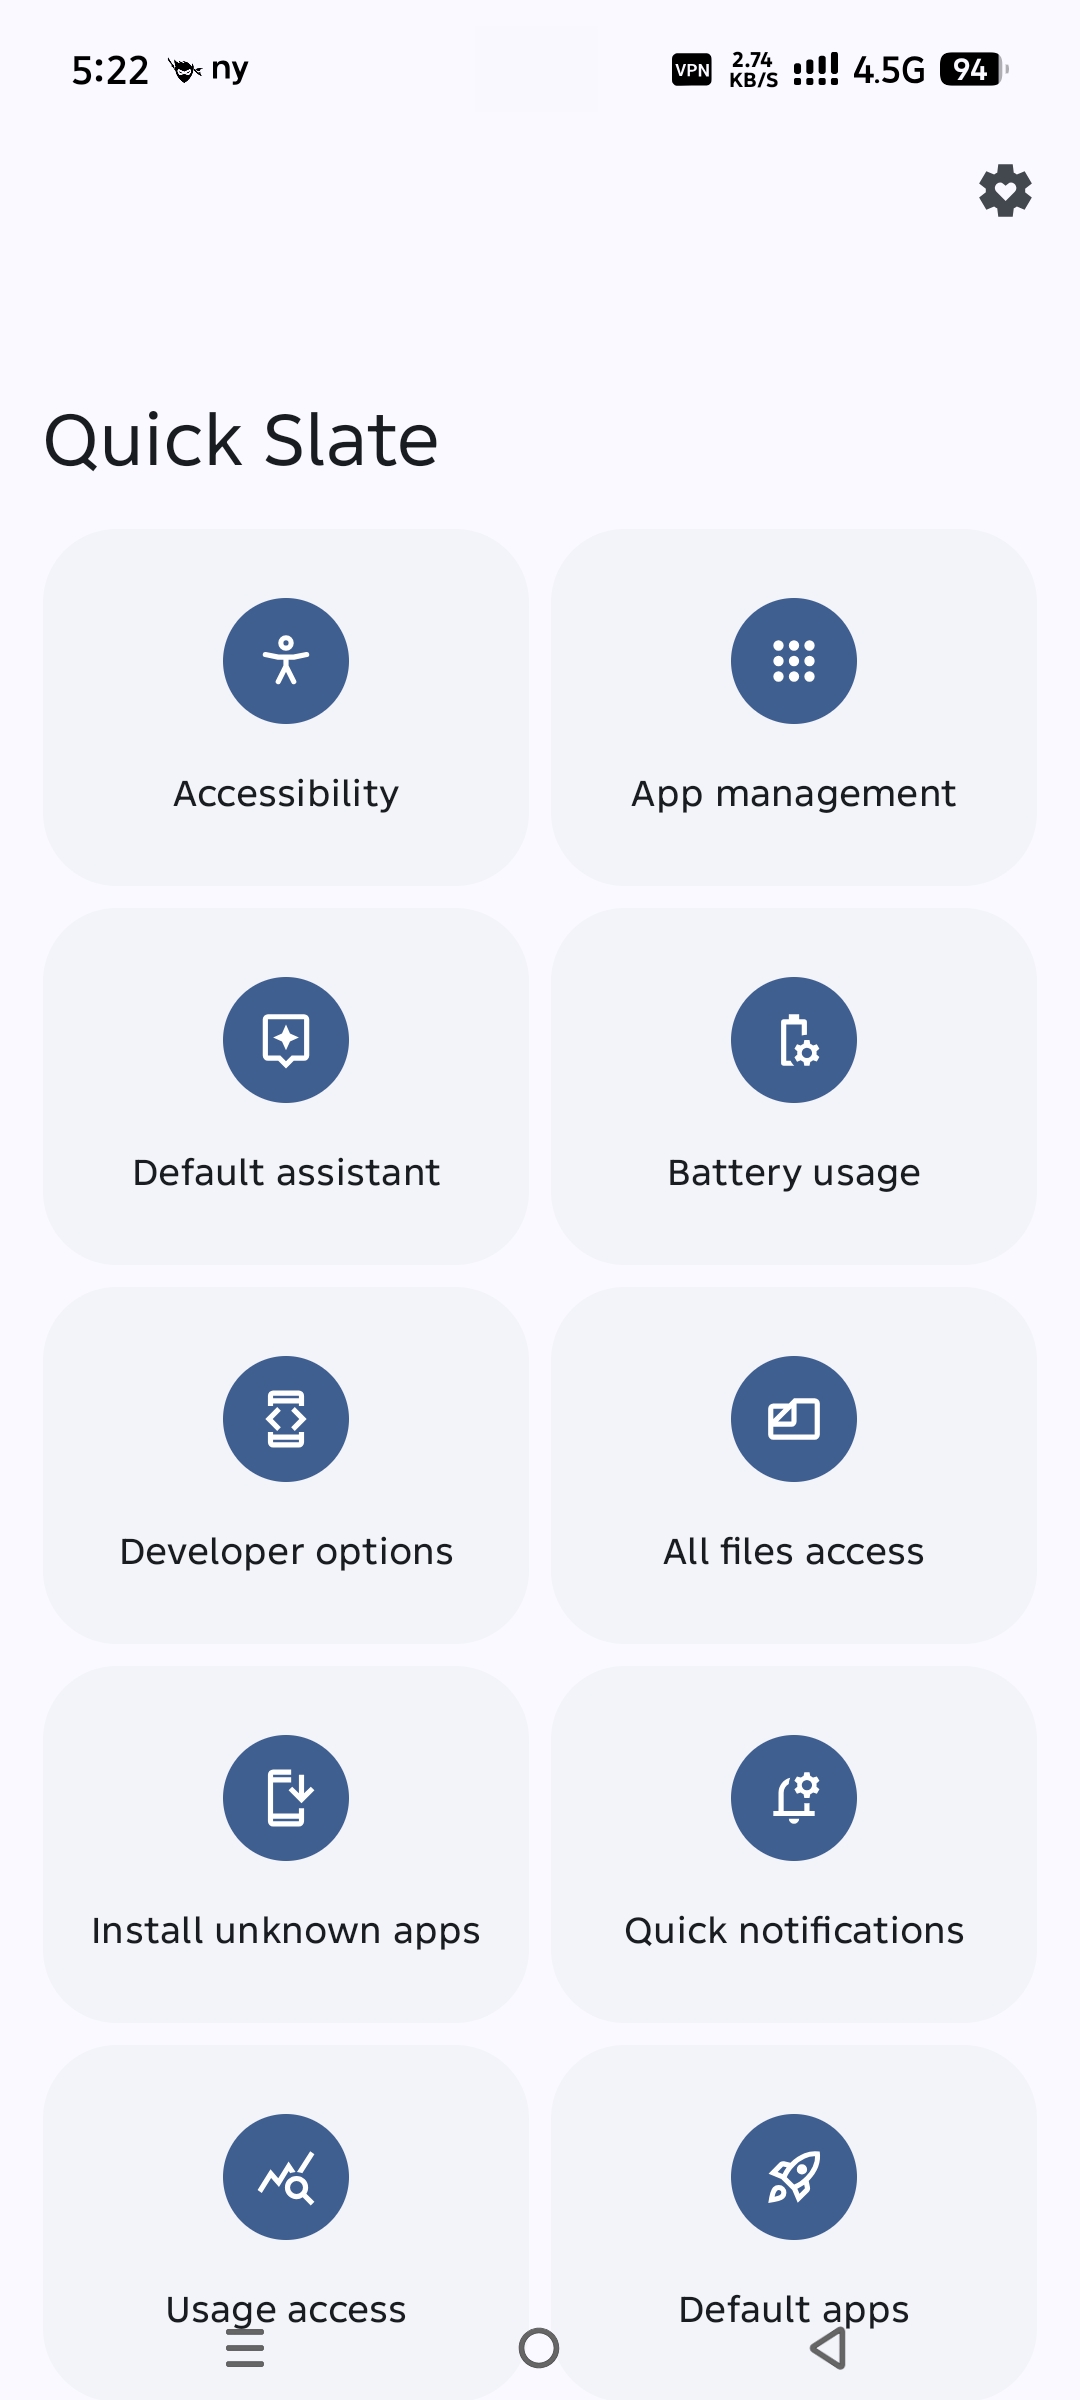 5:22 ny VPN 2.74 KB/S 4.5G 94
Quick Slate
Accessibility
App management
Default assistant
Battery usage
Developer options
All files access
Install unknown apps
Quick notifications
Usage access
Default apps